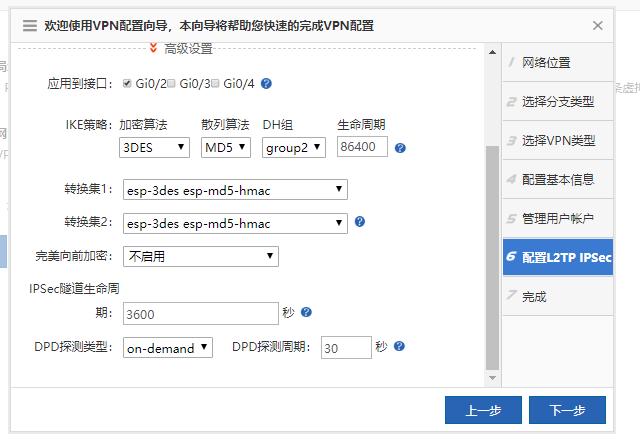 欢迎使用VPN配置向导，本向导将帮助您快速的完成VPN配置
高级设置
应用到接口： Gi0/2 Gi0/3 Gi0/4
IKE策略： 加密算法 散列算法 DH组 生命周期
3DES MD5 group2 86400
转换集1： esp-3des esp-md5-hmac
转换集2： esp-3des esp-md5-hmac
完美向前加密： 不启用
IPSec隧道生命周
期： 3600 秒
DPD探测类型： on-demand DPD探测周期： 30 秒
1 网络位置
2 选择分支类型
3 选择VPN类型
4 配置基本信息
5 管理用户帐户
6 配置L2TP IPSec
7 完成
上一步 下一步